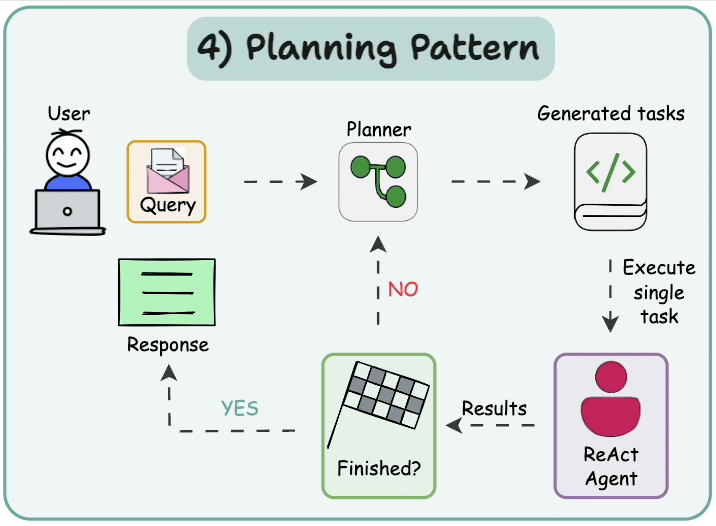 4) Planning Pattern
User
Query
Planner
Generated tasks
</>
Execute
single
task
ReAct
Agent
Results
Finished?
NO
YES
Response